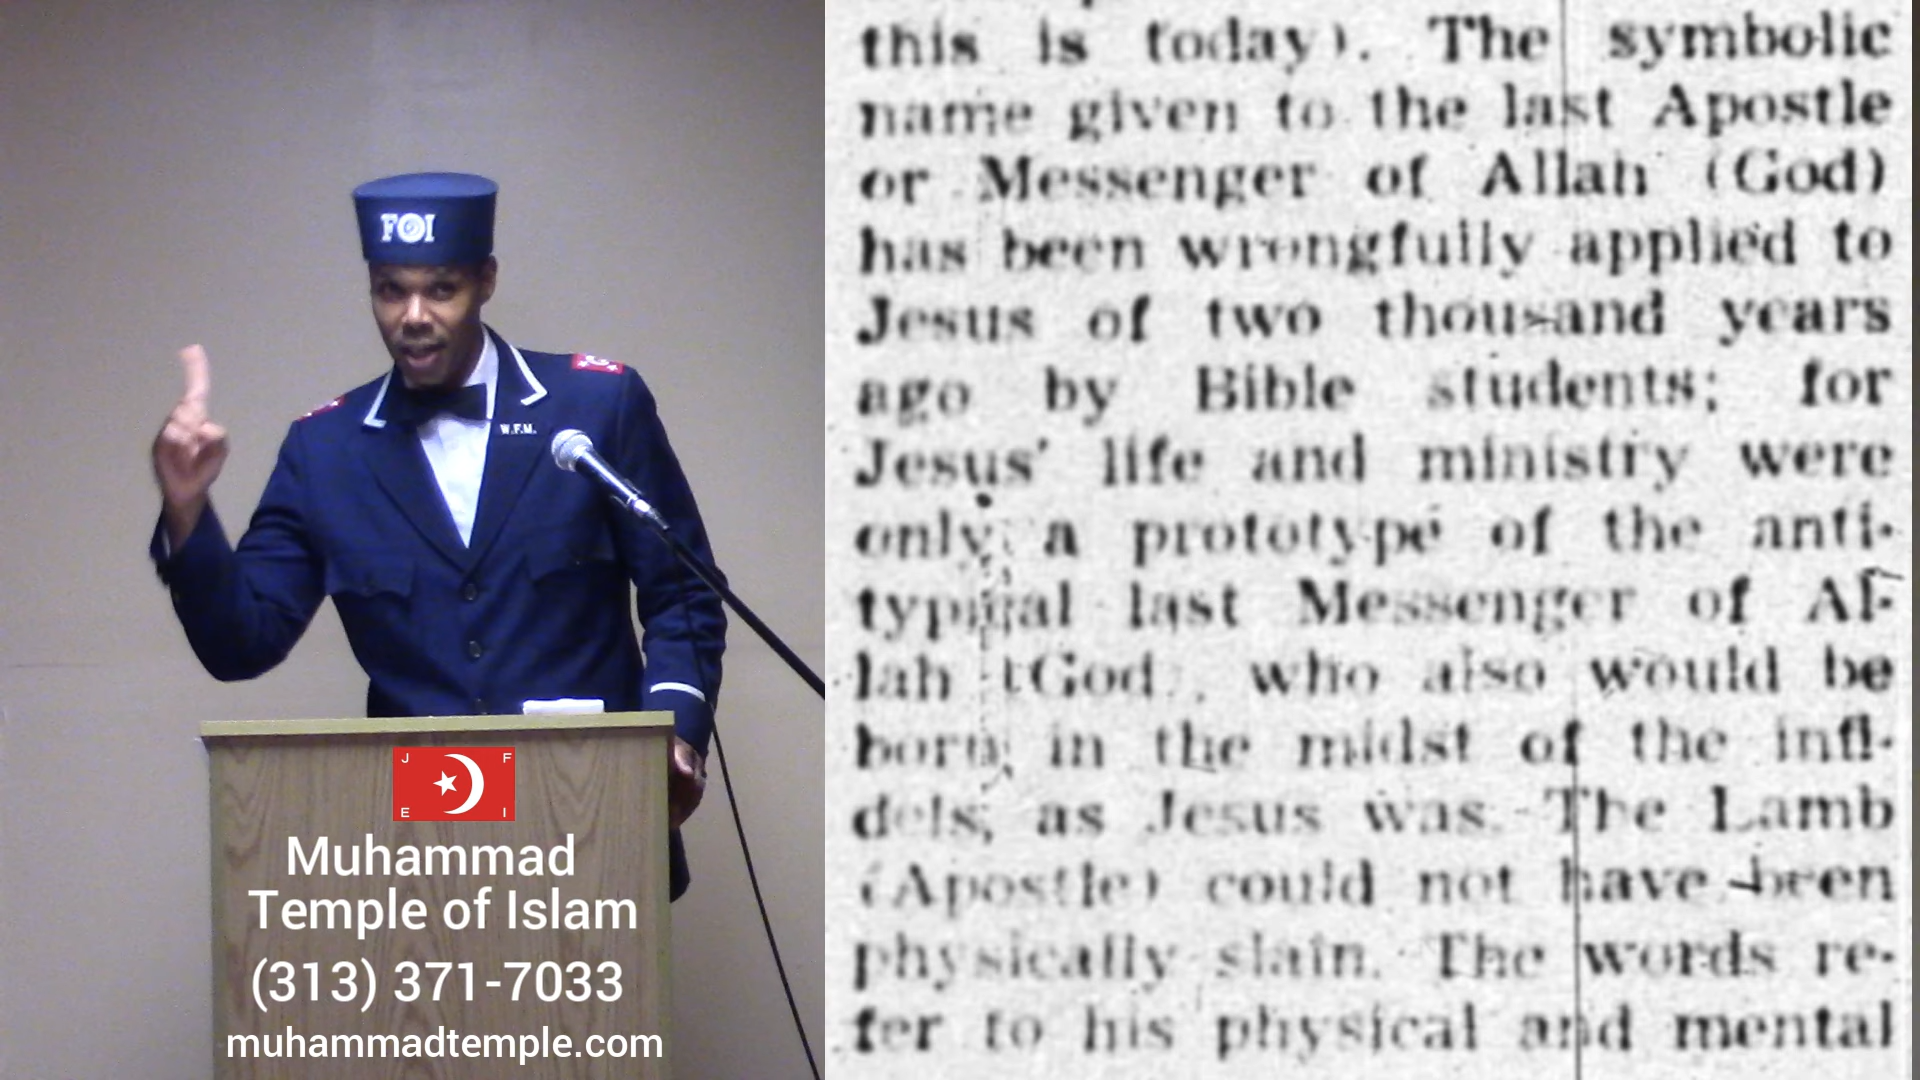 FOI
W.F.M.
J F
E I
Muhammad
Temple of Islam
(313) 371-7033
muhammadtemple.com
this is today). The symbolic
name given to the last Apostle
or Messenger of Allah (God)
has been wrongfully applied to
Jesus of two thousand years
ago by Bible students; for
Jesus' life and ministry were
only a prototype of the anti-
typical last Messenger of Al-
lah (God), who also would be
born in the midst of the infi-
dels, as Jesus was. The Lamb
(Apostle) could not have been
physically slain. The words re-
fer to his physical and mental